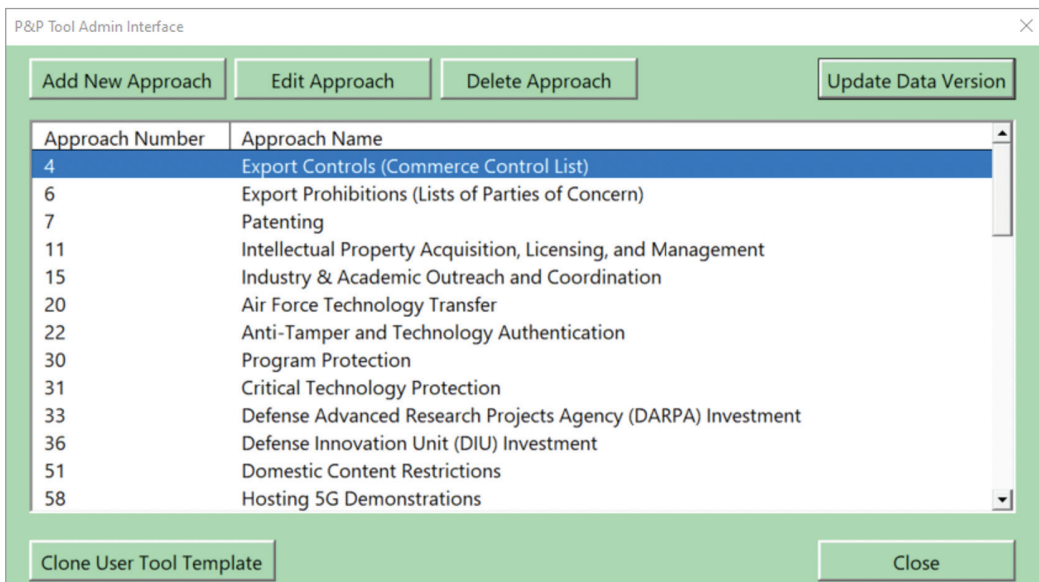 P&P Tool Admin Interface
Add New Approach Edit Approach Delete Approach Update Data Version
Approach Number Approach Name
4 Export Controls (Commerce Control List)
6 Export Prohibitions (Lists of Parties of Concern)
7 Patenting
11 Intellectual Property Acquisition, Licensing, and Management
15 Industry & Academic Outreach and Coordination
20 Air Force Technology Transfer
22 Anti-Tamper and Technology Authentication
30 Program Protection
31 Critical Technology Protection
33 Defense Advanced Research Projects Agency (DARPA) Investment
36 Defense Innovation Unit (DIU) Investment
51 Domestic Content Restrictions
58 Hosting 5G Demonstrations
Clone User Tool Template Close